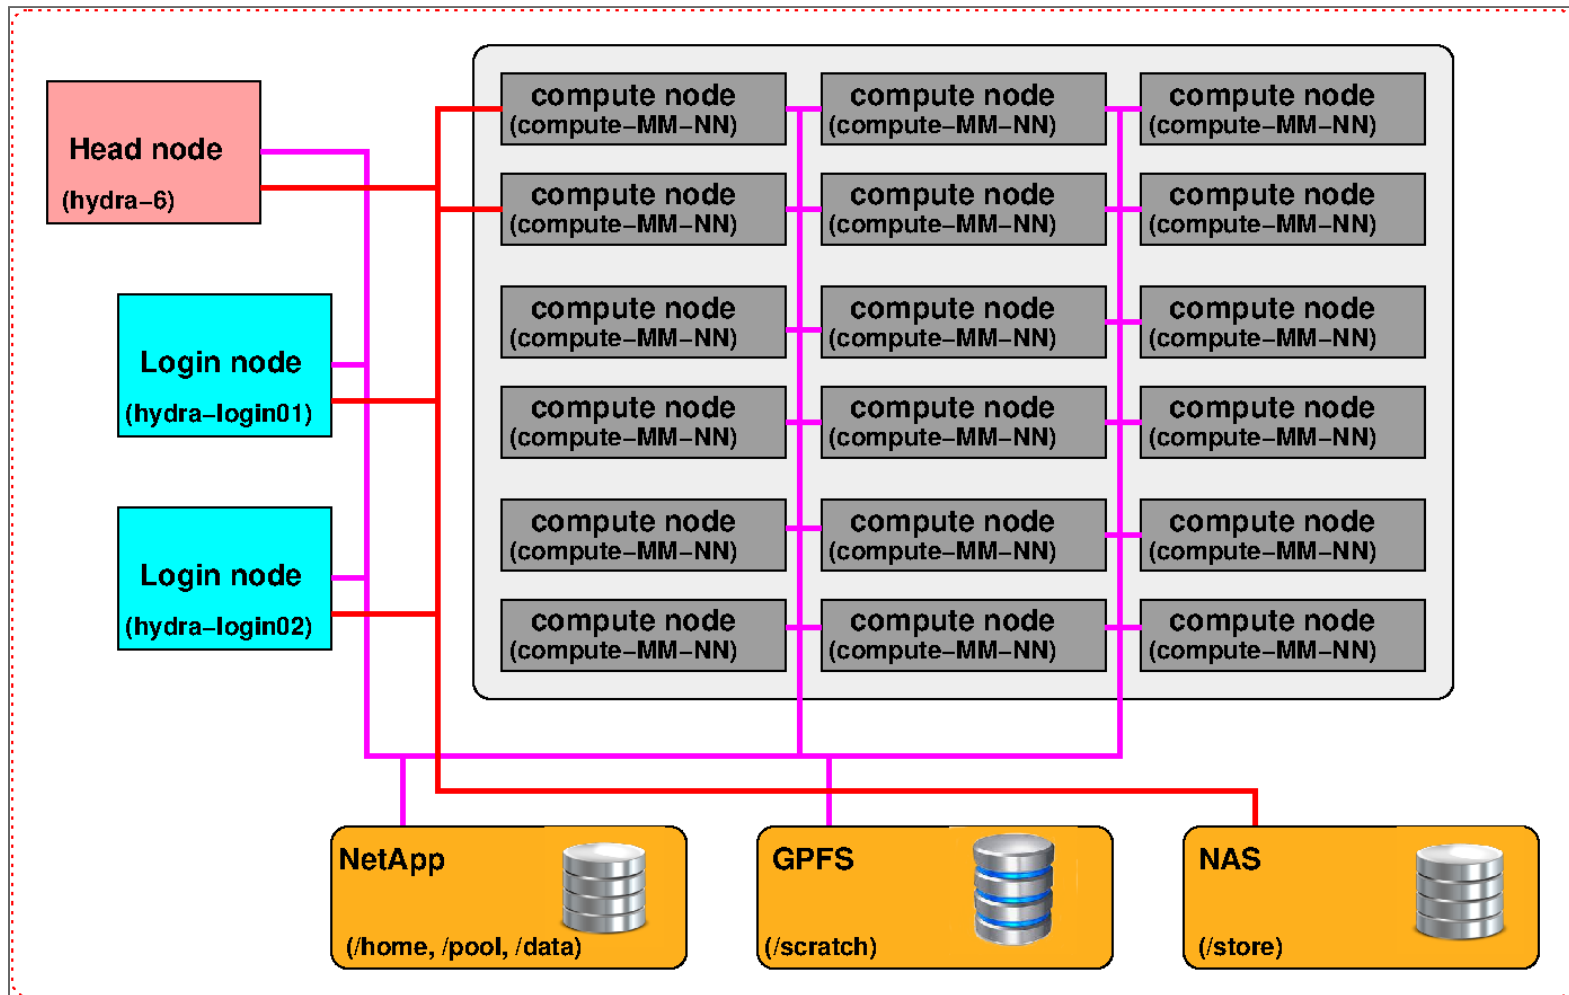 Head node
(hydra-6)
Login node
(hydra-login01)
Login node
(hydra-login02)
compute node compute node compute node
(compute-MM-NN) (compute-MM-NN) (compute-MM-NN)
compute node compute node compute node
(compute-MM-NN) (compute-MM-NN) (compute-MM-NN)
compute node compute node compute node
(compute-MM-NN) (compute-MM-NN) (compute-MM-NN)
compute node compute node compute node
(compute-MM-NN) (compute-MM-NN) (compute-MM-NN)
compute node compute node compute node
(compute-MM-NN) (compute-MM-NN) (compute-MM-NN)
compute node compute node compute node
(compute-MM-NN) (compute-MM-NN) (compute-MM-NN)
NetApp
(/home, /pool, /data)
GPFS
(/scratch)
NAS
(/store)